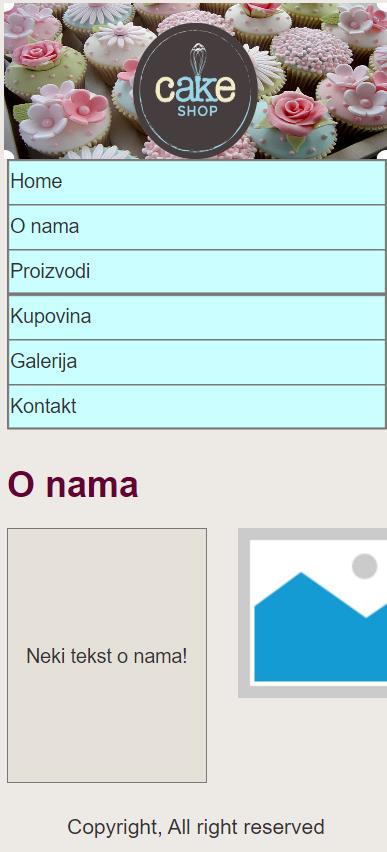 cake
SHOP
Home
O nama
Proizvodi
Kupovina
Galerija
Kontakt
O nama
Neki tekst o nama!
Copyright, All right reserved